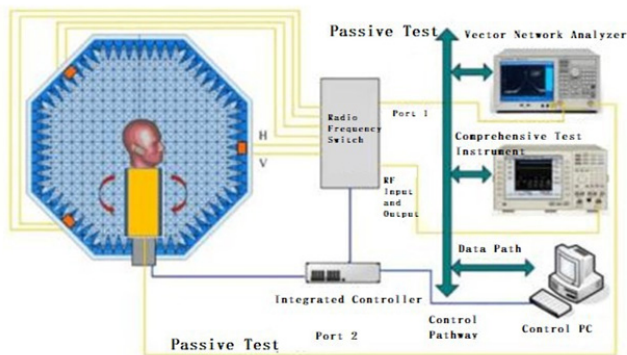 Passive Test
Vector Network Analyzer
Radio
Frequency
Switch
Port 1
H
V
Comprehensive Test
Instrument
RF
Input
and
Output
Data Path
Integrated Controller
Control
Pathway
Control PC
Port 2
Passive Test